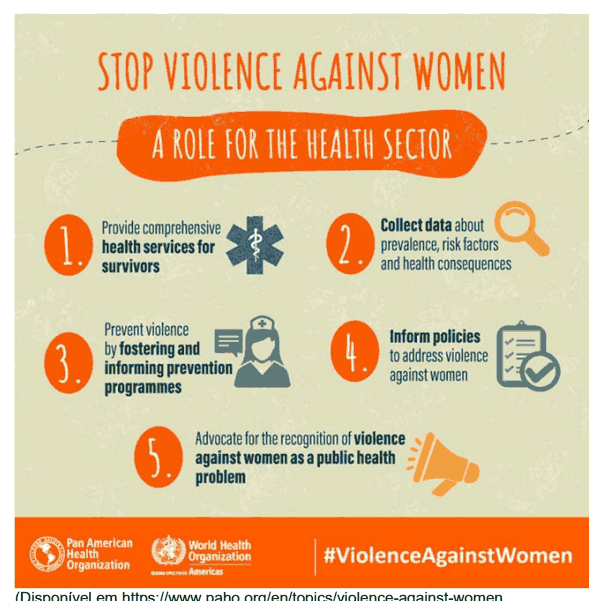 STOP VIOLENCE AGAINST WOMEN
A ROLE FOR THE HEALTH SECTOR
1.
Provide comprehensive
health services for
survivors
2.
Collect data about
prevalence, risk factors
and health consequences
3.
Prevent violence
by fostering and
informing prevention
programmes
4.
Inform policies
to address violence
against women
5.
Advocate for the recognition of violence
against women as a public health
problem
Pan American
Health
Organization
World Health
Organization
Americas
#ViolenceAgainstWomen
(Disponível em https://www.paho.org/en/topics/violence-against-women